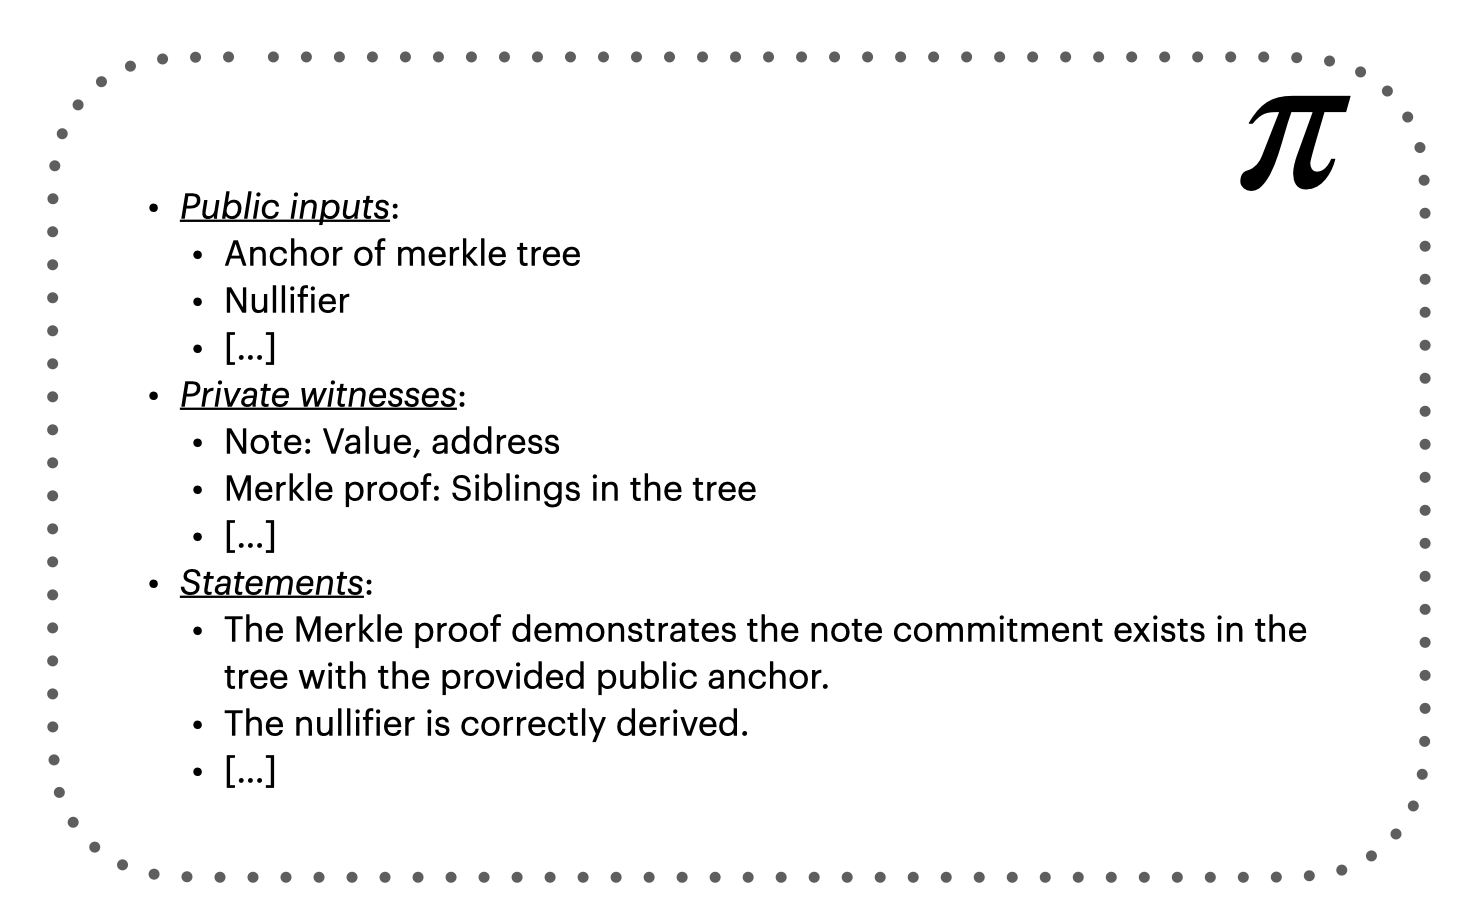 π
• Public inputs:
• Anchor of merkle tree
• Nullifier
• [...]
• Private witnesses:
• Note: Value, address
• Merkle proof: Siblings in the tree
• [...]
• Statements:
• The Merkle proof demonstrates the note commitment exists in the
tree with the provided public anchor.
• The nullifier is correctly derived.
• [...]